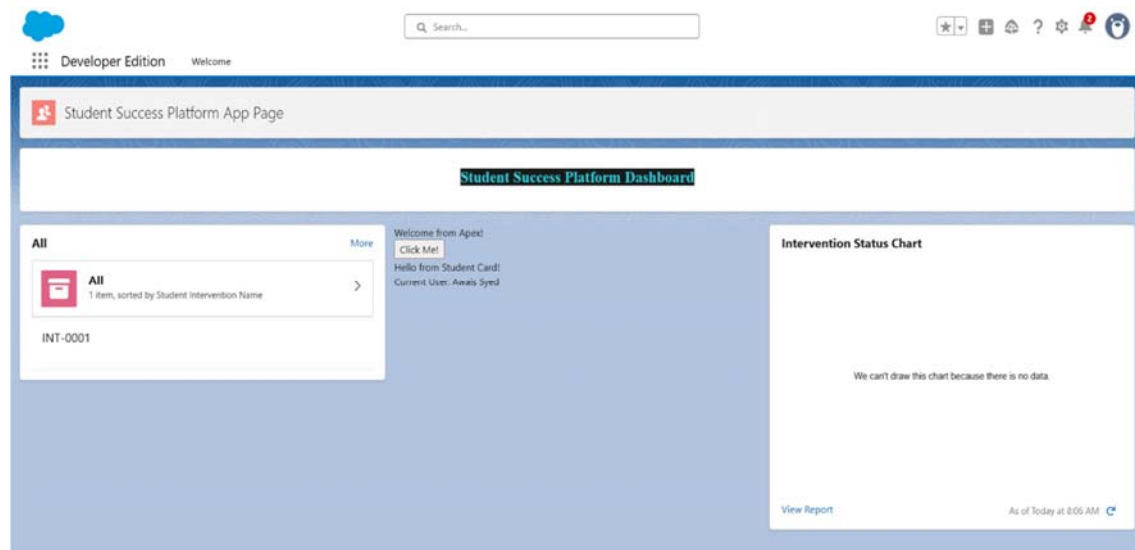 Search...
2
Developer Edition Welcome
Student Success Platform App Page
Student Success Platform Dashboard
All More
All
1 item, sorted by Student Intervention Name
INT-0001
Welcome from Apex!
Click Me!
Hello from Student Card!
Current User: Awais Syed
Intervention Status Chart
We can't draw this chart because there is no data.
View Report As of Today at 8:06 AM